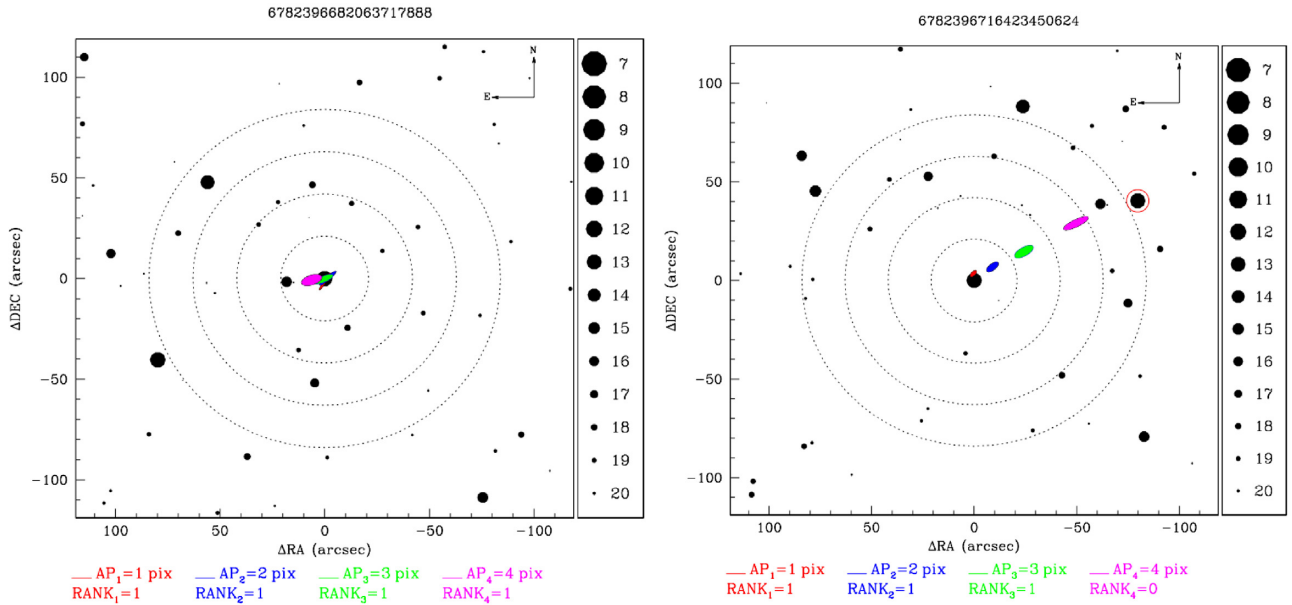 6782396682063717888
N
E
100
50
0
-50
-100
ΔDEC (arcsec)
100 50 0 -50 -100
ΔRA (arcsec)
7
8
9
10
11
12
13
14
15
16
17
18
19
20
AP₁=1 pix AP₂=2 pix AP₃=3 pix AP₄=4 pix
RANK₁=1 RANK₂=1 RANK₃=1 RANK₄=1
6782396716423450624
N
E
100
50
0
-50
-100
ΔDEC (arcsec)
100 50 0 -50 -100
ΔRA (arcsec)
7
8
9
10
11
12
13
14
15
16
17
18
19
20
AP₁=1 pix AP₂=2 pix AP₃=3 pix AP₄=4 pix
RANK₁=1 RANK₂=1 RANK₃=1 RANK₄=0